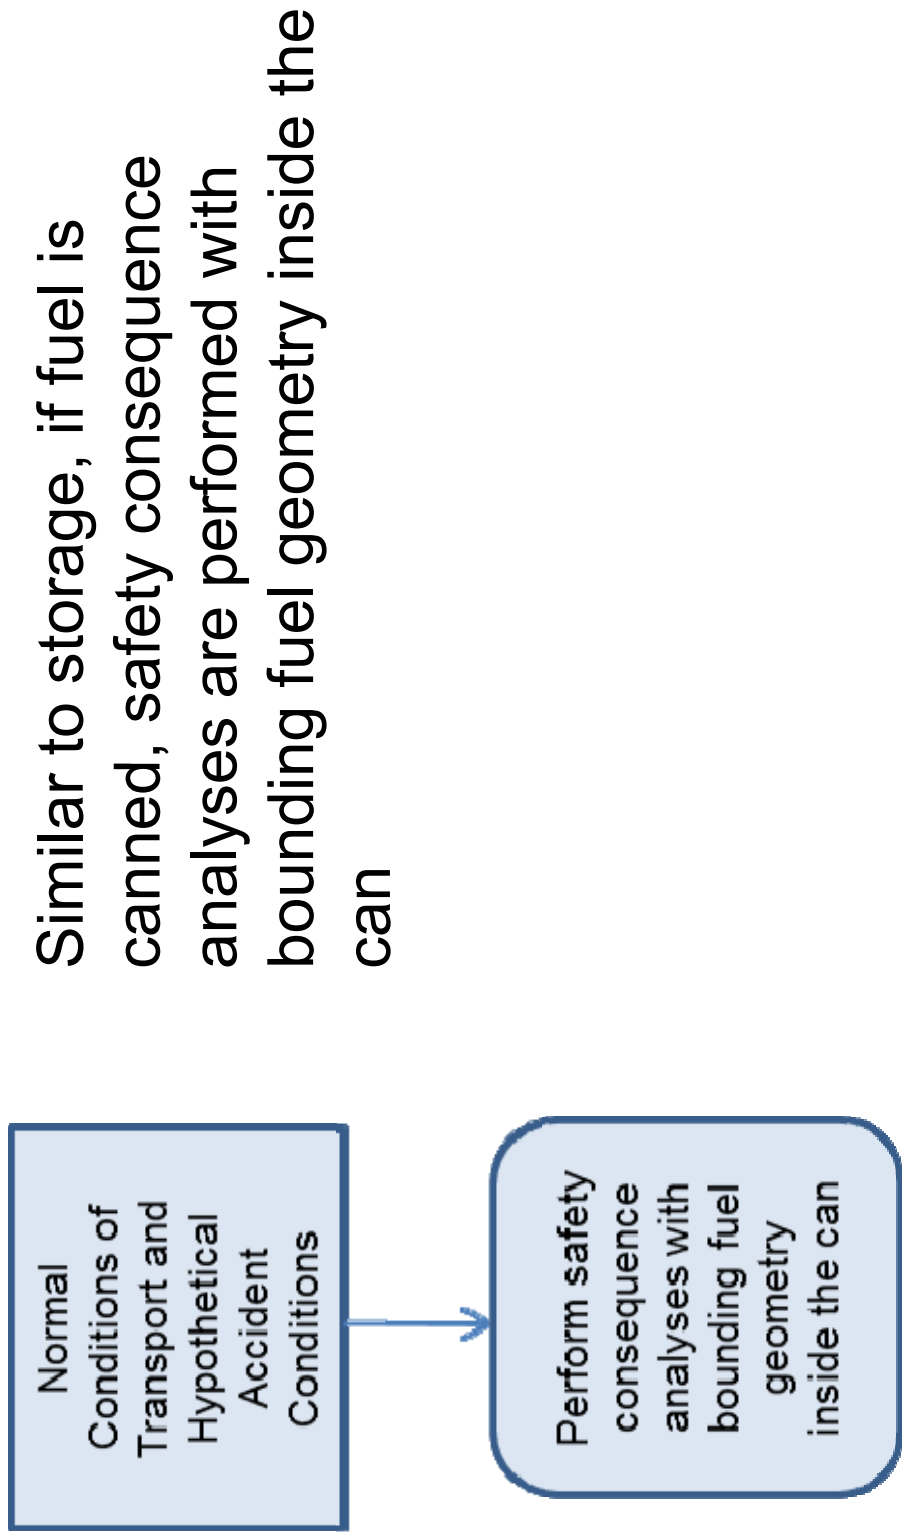 Normal
Conditions of
Transport and
Hypothetical
Accident
Conditions
Perform safety
consequence
analyses with
bounding fuel
geometry
inside the can
Similar to storage, if fuel is
canned, safety consequence
analyses are performed with
bounding fuel geometry inside the
can